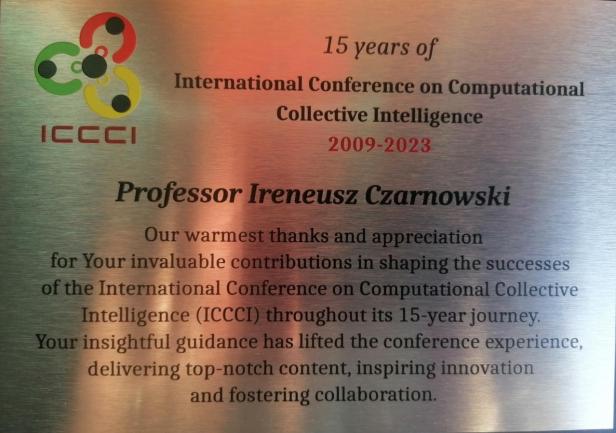 15 years of
International Conference on Computational
Collective Intelligence
2009-2023
ICCCI
Professor Ireneusz Czarnowski
Our warmest thanks and appreciation
for Your invaluable contributions in shaping the successes
of the International Conference on Computational Collective
Intelligence (ICCCI) throughout its 15-year journey.
Your insightful guidance has lifted the conference experience,
delivering top-notch content, inspiring innovation
and fostering collaboration.